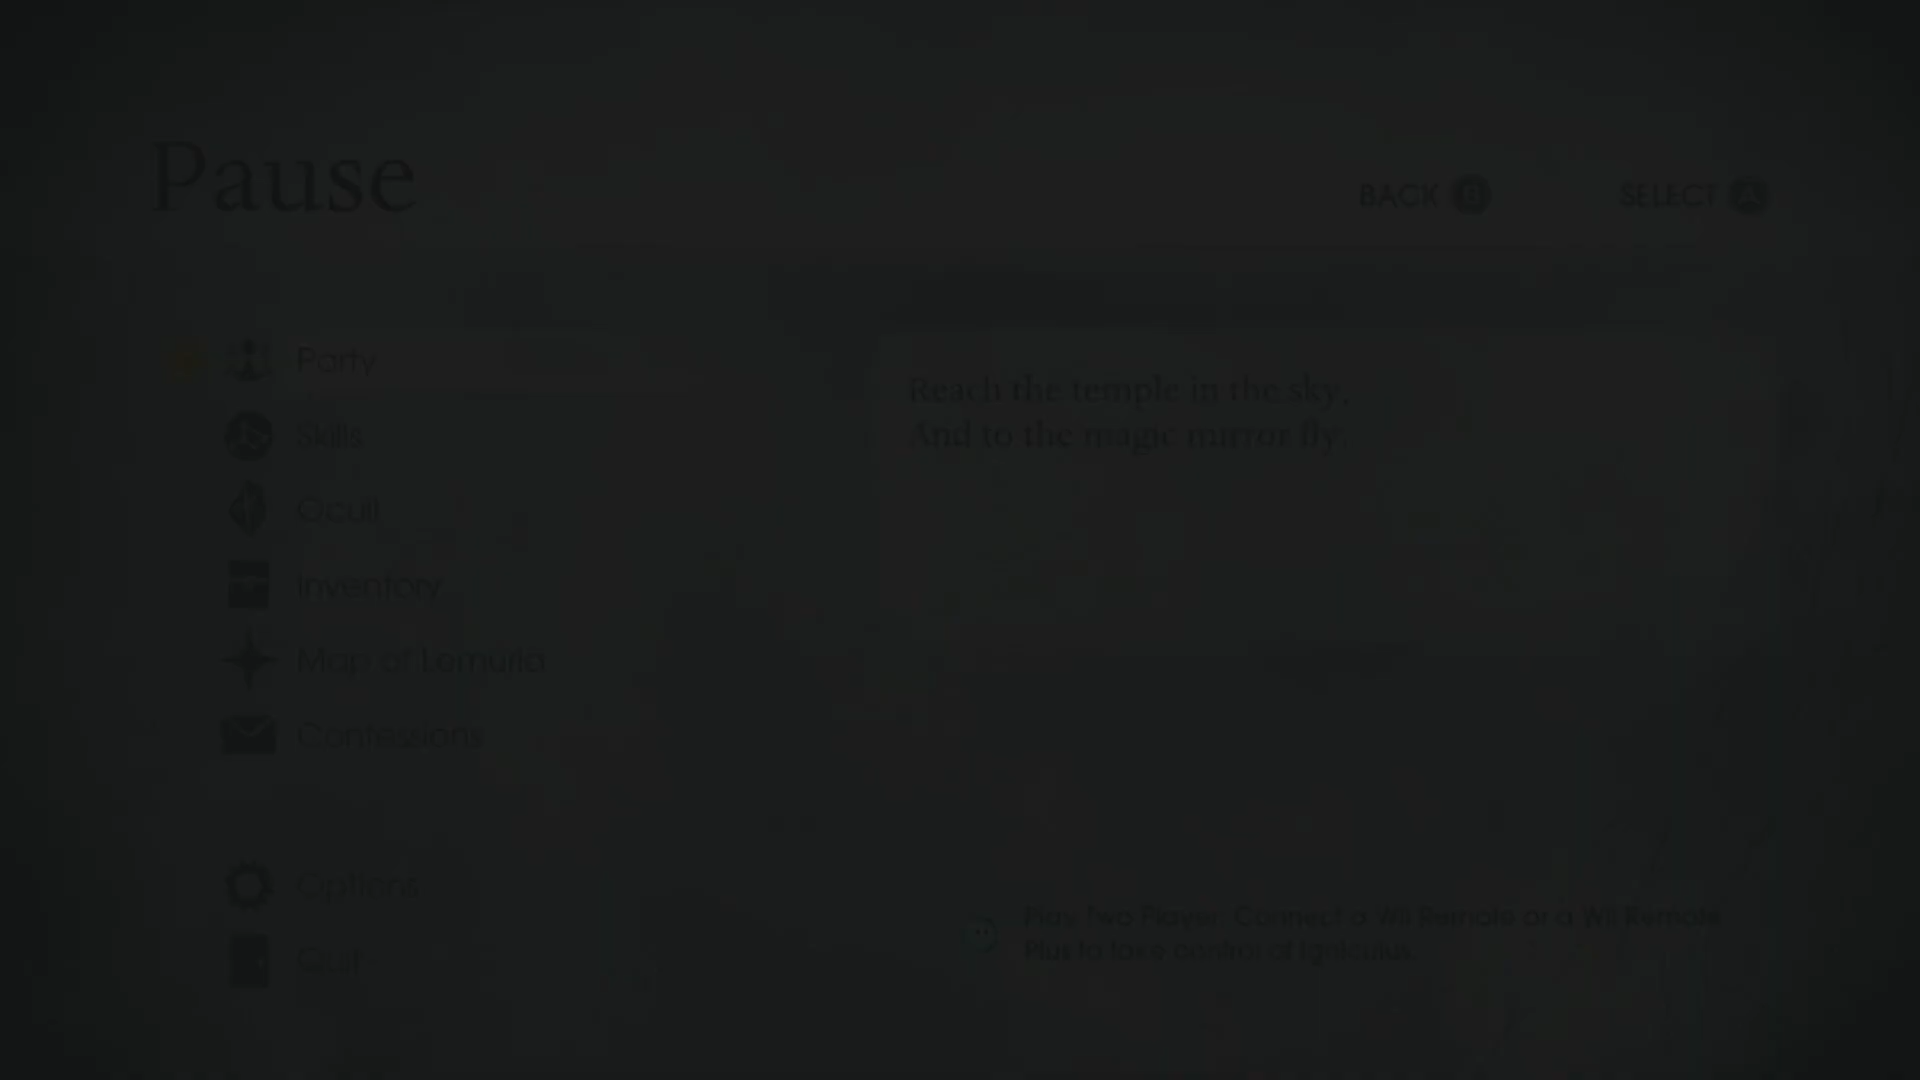 Pause
BACK B
SELECT A
Party
Skills
Oculi
Inventory
Map of Lemuria
Confessions
Options
Quit
Reach the temple in the sky,
And to the magic mirror fly.
Play Two Player: Connect a Wii Remote or a Wii Remote
Plus to take control of Igniculus.